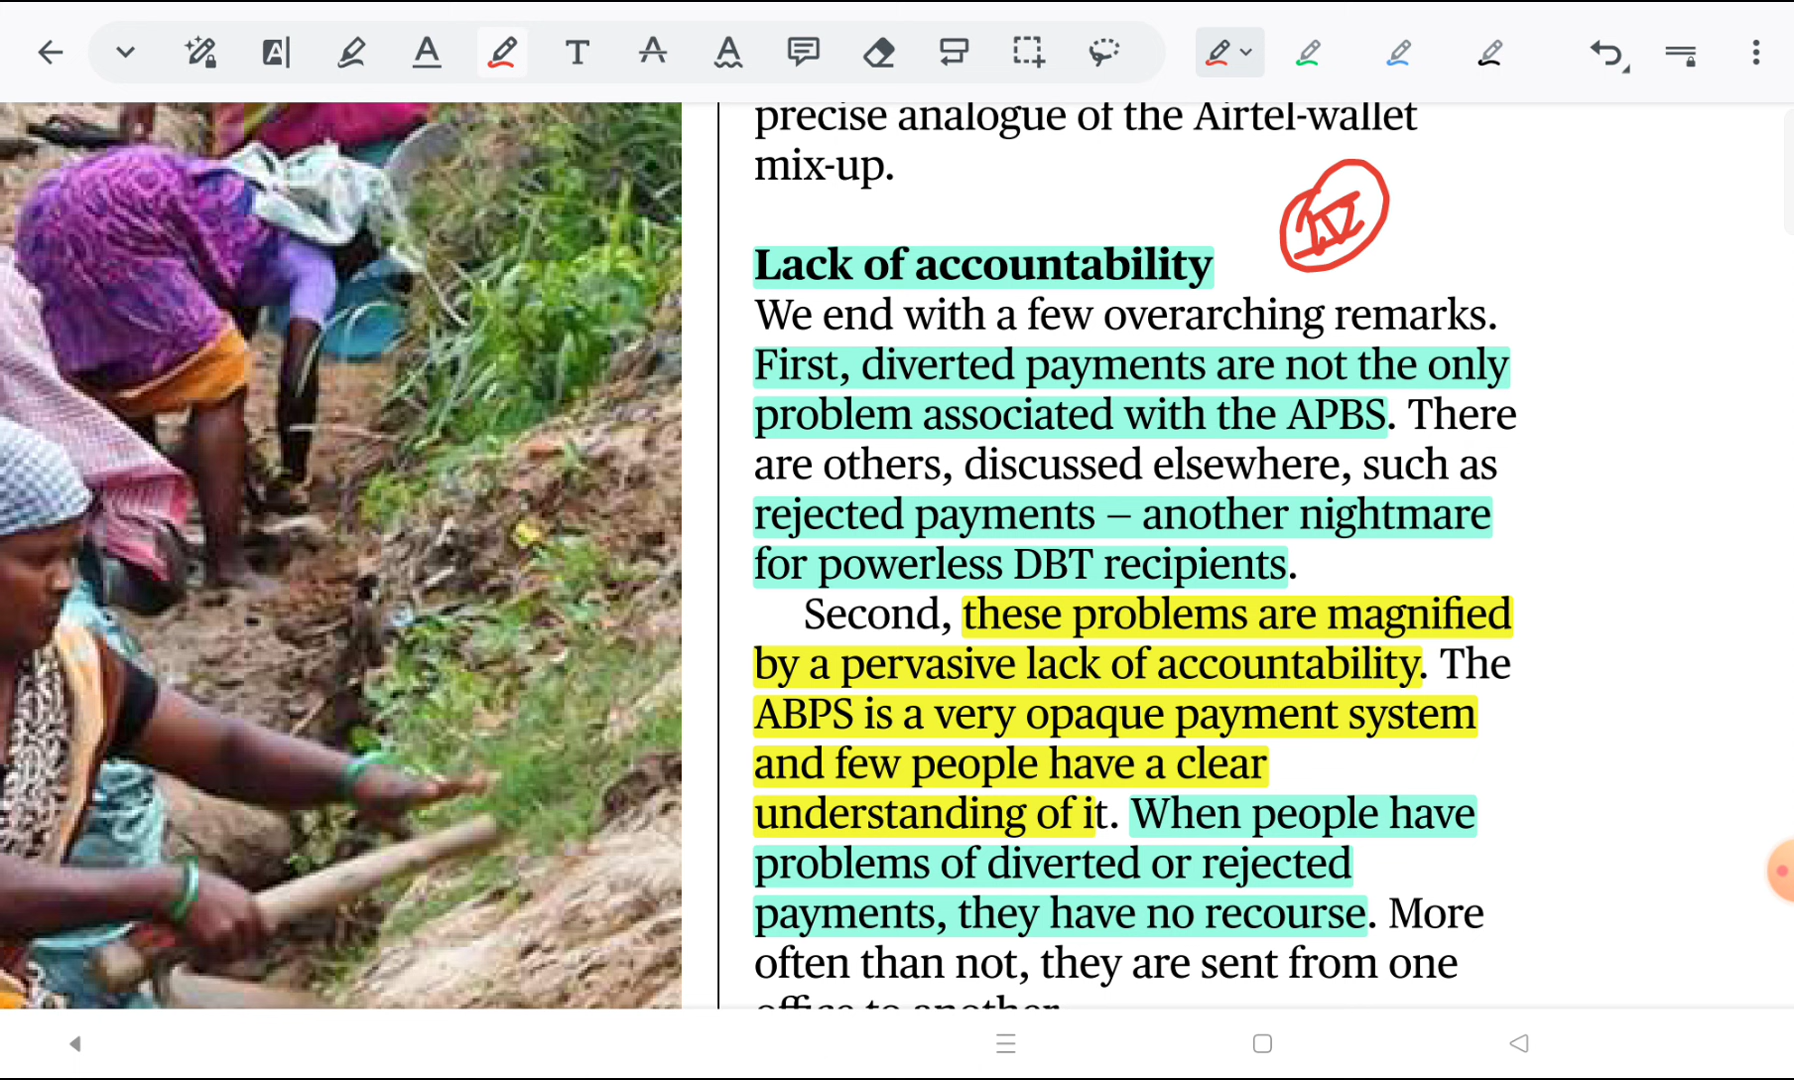 precise analogue of the Airtel-wallet
mix-up.
IV
Lack of accountability
We end with a few overarching remarks.
First, diverted payments are not the only
problem associated with the APBS. There
are others, discussed elsewhere, such as
rejected payments – another nightmare
for powerless DBT recipients.
Second, these problems are magnified
by a pervasive lack of accountability. The
ABPS is a very opaque payment system
and few people have a clear
understanding of it. When people have
problems of diverted or rejected
payments, they have no recourse. More
often than not, they are sent from one
office to another